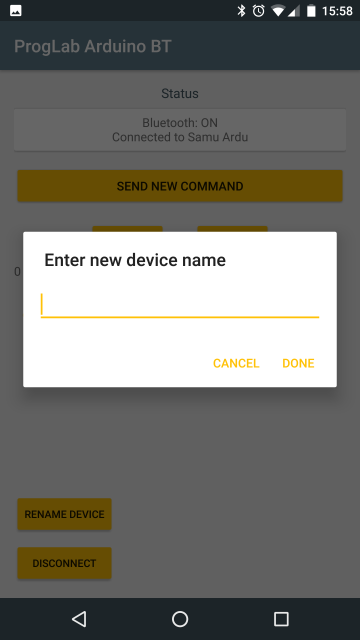 15:58
ProgLab Arduino BT
Status
Bluetooth: ON
Connected to Samu Ardu
SEND NEW COMMAND
0
Enter new device name
CANCEL DONE
RENAME DEVICE
DISCONNECT